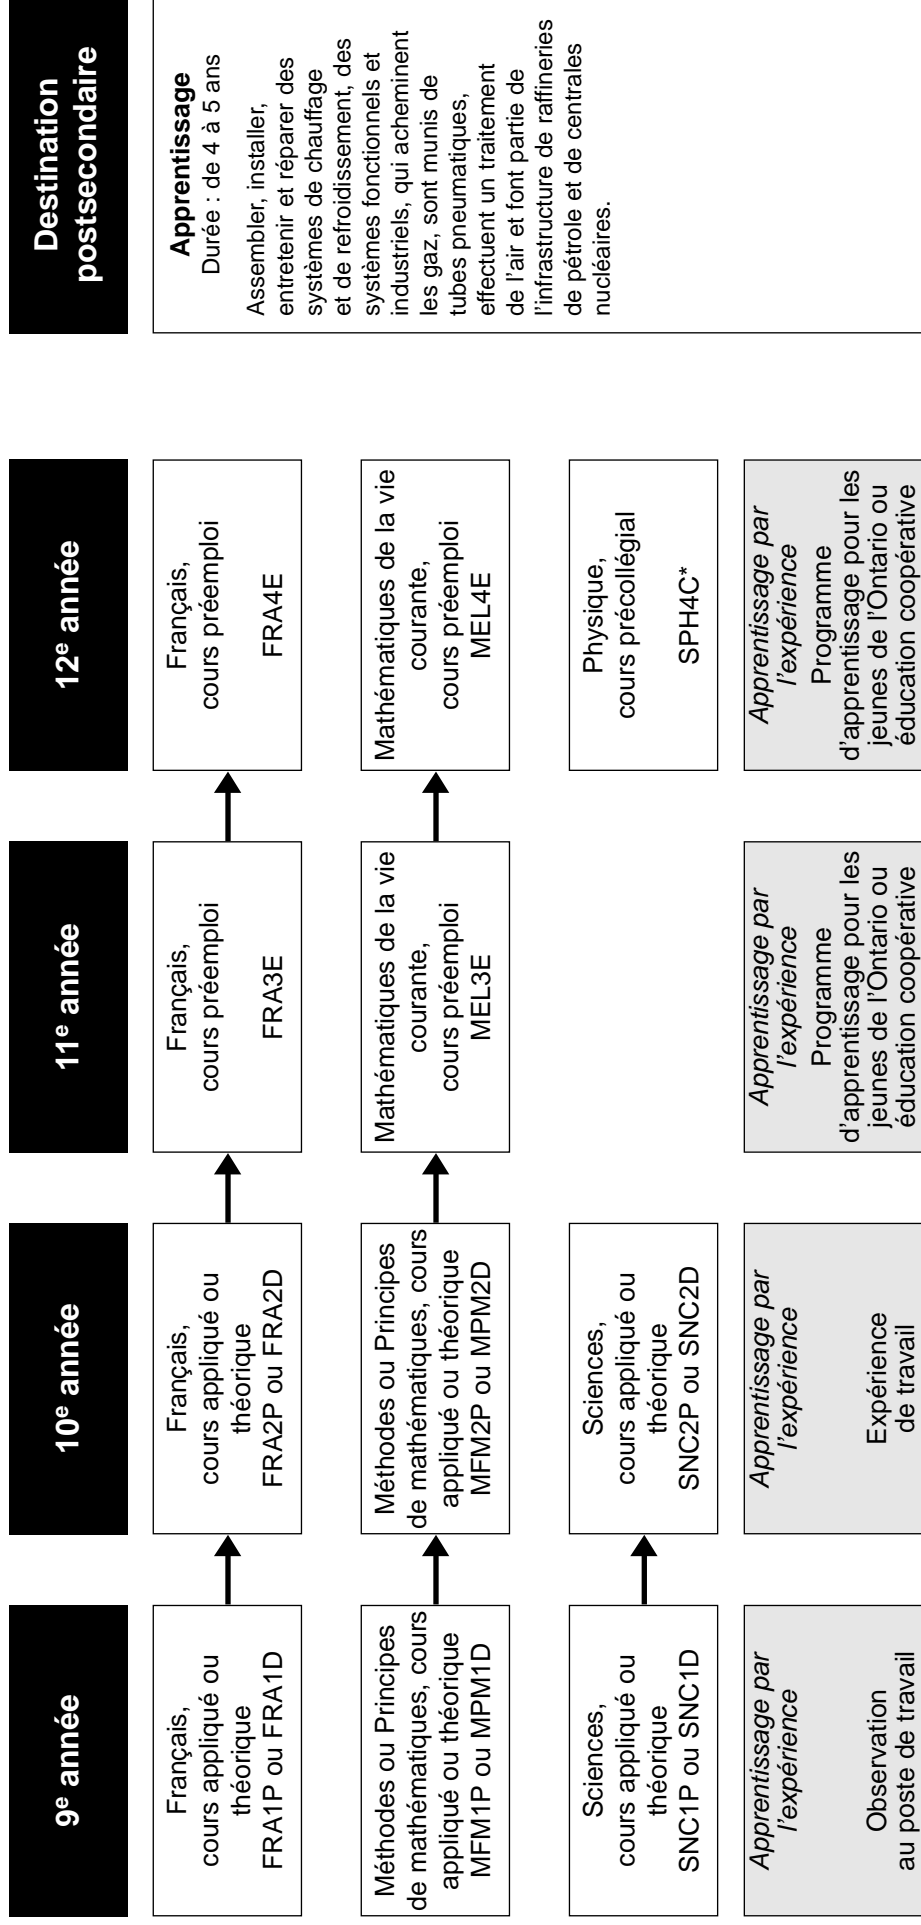 9e année
Français,
cours appliqué ou
théorique
FRA1P ou FRA1D
Méthodes ou Principes
de mathématiques, cours
appliqué ou théorique
MFM1P ou MPM1D
Sciences,
cours appliqué ou
théorique
SNC1P ou SNC1D
Apprentissage par
l'expérience
Observation
au poste de travail
10e année
Français,
cours appliqué ou
théorique
FRA2P ou FRA2D
Méthodes ou Principes
de mathématiques, cours
appliqué ou théorique
MFM2P ou MPM2D
Sciences,
cours appliqué ou
théorique
SNC2P ou SNC2D
Apprentissage par
l'expérience
Expérience
de travail
11e année
Français,
cours préemploi
FRA3E
Mathématiques de la vie
courante,
cours préemploi
MEL3E
Apprentissage par
l'expérience
Programme
d'apprentissage pour les
jeunes de l'Ontario ou
éducation coopérative
12e année
Français,
cours préemploi
FRA4E
Mathématiques de la vie
courante,
cours préemploi
MEL4E
Physique,
cours précollégial
SPH4C*
Apprentissage par
l'expérience
Programme
d'apprentissage pour les
jeunes de l'Ontario ou
éducation coopérative
Destination
postsecondaire
Apprentissage
Durée : de 4 à 5 ans
Assembler, installer,
entretenir et réparer des
systèmes de chauffage
et de refroidissement, des
systèmes fonctionnels et
industriels, qui acheminent
les gaz, sont munis de
tubes pneumatiques,
effectuent un traitement
de l'air et font partie de
l'infrastructure de raffineries
de pétrole et de centrales
nucléaires.